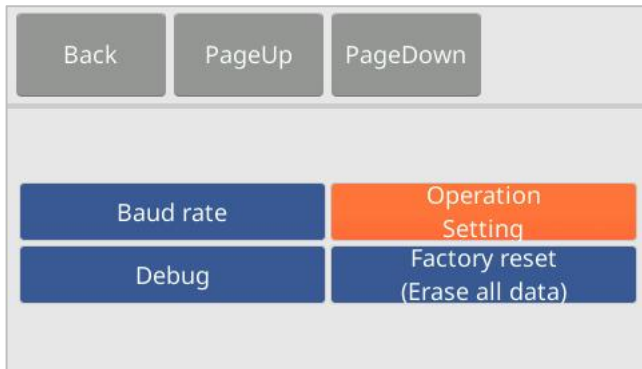 Back
PageUp
PageDown
Baud rate
Operation
Setting
Debug
Factory reset
(Erase all data)